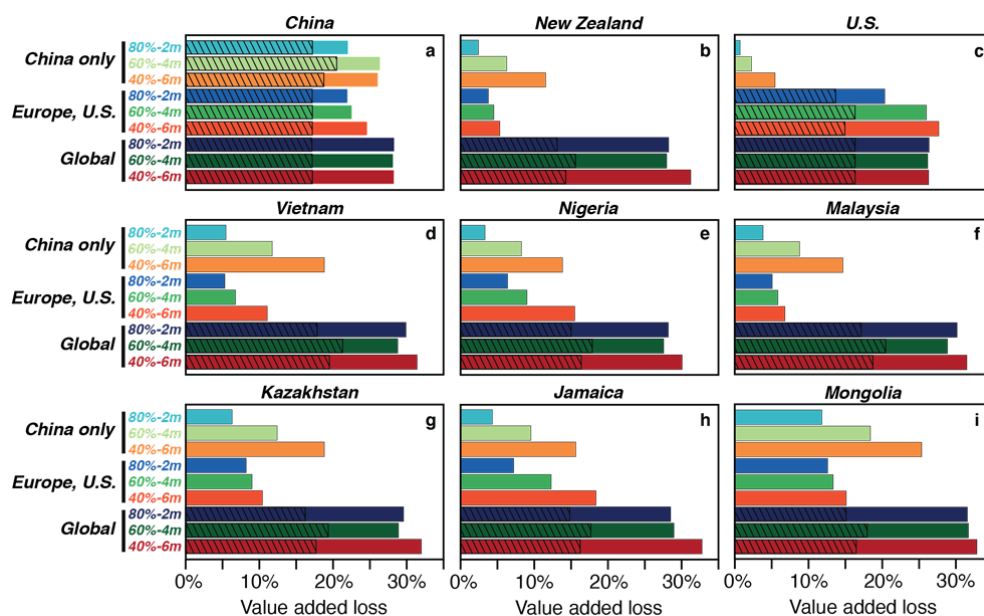 China
New Zealand
U.S.
China only
80%-2m
60%-4m
40%-6m
Europe, U.S.
80%-2m
60%-4m
40%-6m
Global
80%-2m
60%-4m
40%-6m
a
b
c
Vietnam
Nigeria
Malaysia
China only
80%-2m
60%-4m
40%-6m
Europe, U.S.
80%-2m
60%-4m
40%-6m
Global
80%-2m
60%-4m
40%-6m
d
e
f
Kazakhstan
Jamaica
Mongolia
China only
80%-2m
60%-4m
40%-6m
Europe, U.S.
80%-2m
60%-4m
40%-6m
Global
80%-2m
60%-4m
40%-6m
g
h
i
0% 10% 20% 30%
0% 10% 20% 30%
0% 10% 20% 30%
Value added loss
Value added loss
Value added loss